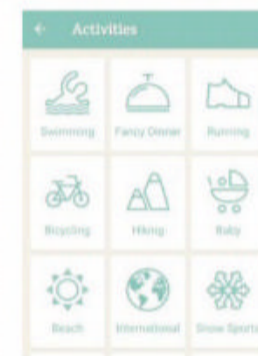 Activities
Swimming Fancy Dinner Running
Bicycling Hiking Baby
Beach International Snow Sports